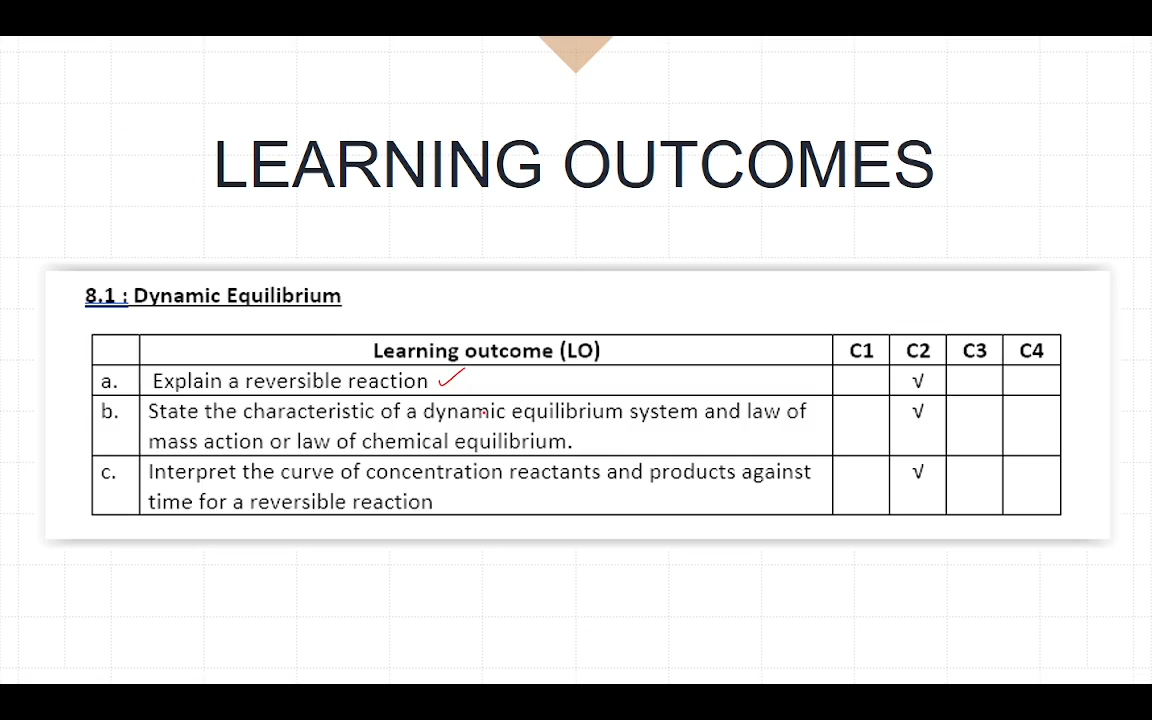 LEARNING OUTCOMES
8.1 : Dynamic Equilibrium
Learning outcome (LO) C1 C2 C3 C4
a. Explain a reversible reaction ✓ √
b. State the characteristic of a dynamic equilibrium system and law of √
mass action or law of chemical equilibrium.
c. Interpret the curve of concentration reactants and products against √
time for a reversible reaction